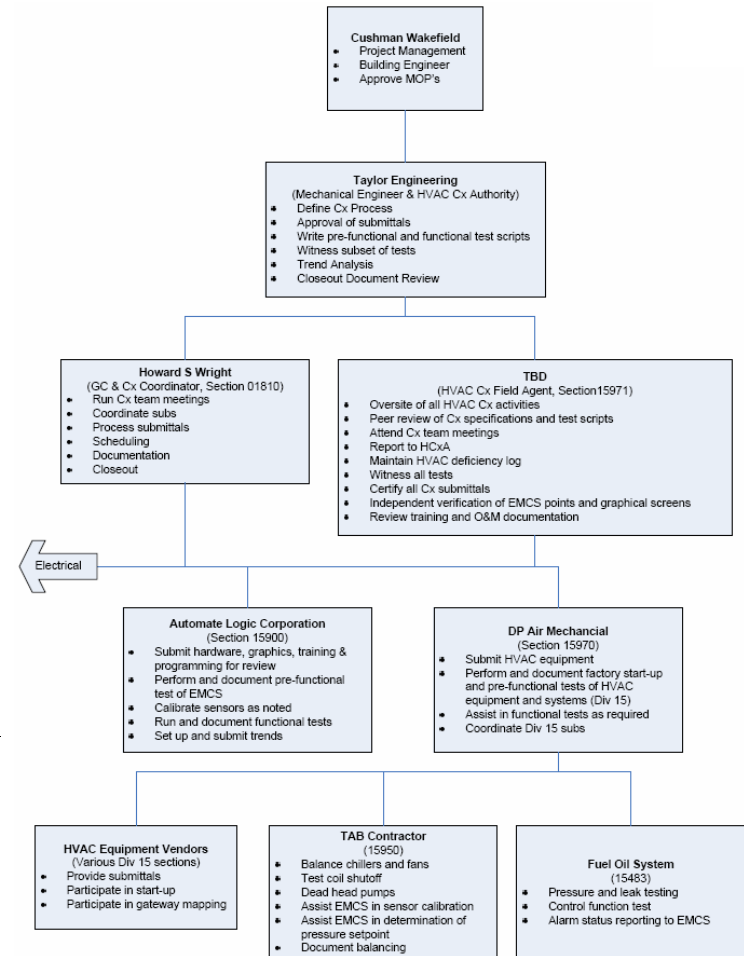 Cushman Wakefield
Project Management
Building Engineer
Approve MOP's
Taylor Engineering
(Mechanical Engineer & HVAC Cx Authority)
Define Cx Process
Approval of submittals
Write pre-functional and functional test scripts
Witness subset of tests
Trend Analysis
Closeout Document Review
Howard S Wright
(GC & Cx Coordinator, Section 01810)
Run Cx team meetings
Coordinate subs
Process submittals
Scheduling
Documentation
Closeout
TBD
(HVAC Cx Field Agent, Section15971)
Oversite of all HVAC Cx activities
Peer review of Cx specifications and test scripts
Attend Cx team meetings
Report to HCxA
Maintain HVAC deficiency log
Witness all tests
Certify all Cx submittals
Independent verification of EMCS points and graphical screens
Review training and O&M documentation
Electrical
Automate Logic Corporation
(Section 15900)
Submit hardware, graphics, training &
programming for review
Perform and document pre-functional
test of EMCS
Calibrate sensors as noted
Run and document functional tests
Set up and submit trends
DP Air Mechancial
(Section 15970)
Submit HVAC equipment
Perform and document factory start-up
and pre-functional tests of HVAC
equipment and systems (Div 15)
Assist in functional tests as required
Coordinate Div 15 subs
HVAC Equipment Vendors
(Various Div 15 sections)
Provide submittals
Participate in start-up
Participate in gateway mapping
TAB Contractor
(15950)
Balance chillers and fans
Test coil shutoff
Dead head pumps
Assist EMCS in sensor calibration
Assist EMCS in determination of
pressure setpoint
Document balancing
Fuel Oil System
(15483)
Pressure and leak testing
Control function test
Alarm status reporting to EMCS